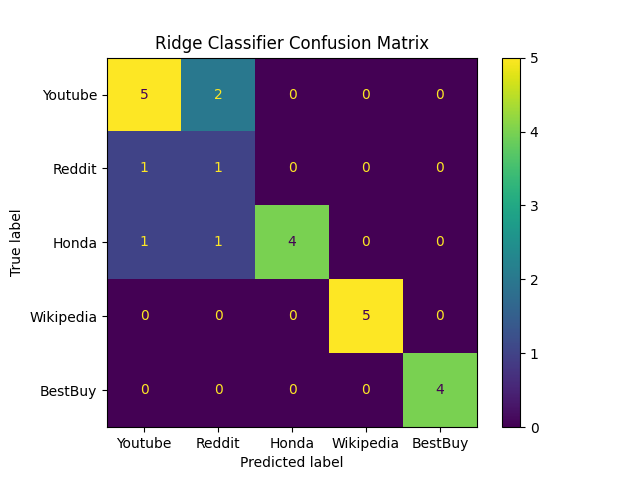 Ridge Classifier Confusion Matrix
True label
Youtube 5 2 0 0 0
Reddit 1 1 0 0 0
Honda 1 1 4 0 0
Wikipedia 0 0 0 5 0
BestBuy 0 0 0 0 4
Youtube Reddit Honda Wikipedia BestBuy
Predicted label
5
4
3
2
1
0